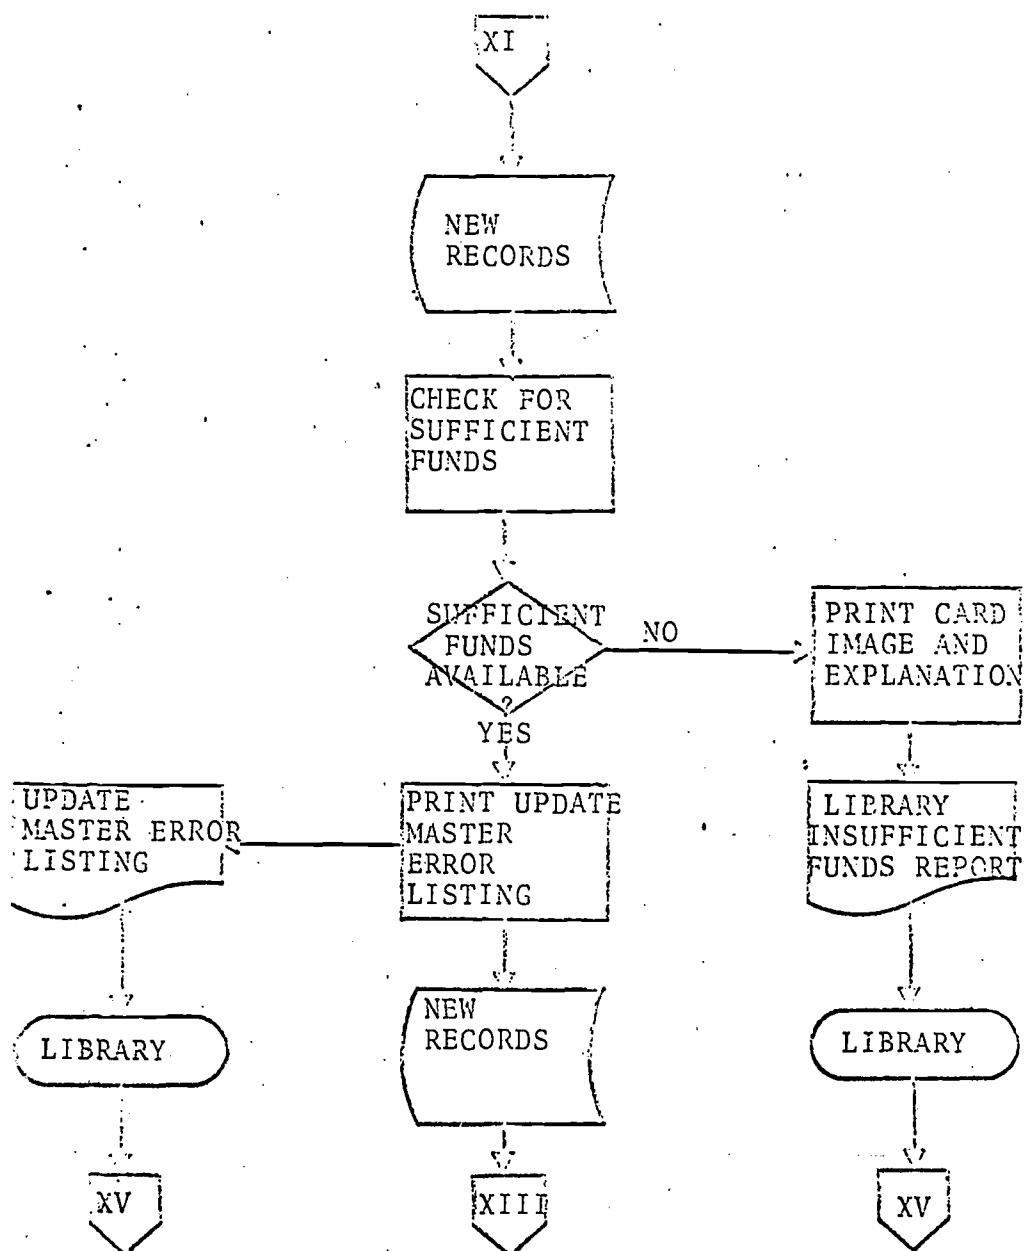 XI
NEW
RECORDS
CHECK FOR
SUFFICIENT
FUNDS
SUFFICIENT
FUNDS
AVAILABLE
?
NO
YES
PRINT CARD
IMAGE AND
EXPLANATION
UPDATE
MASTER ERROR
LISTING
PRINT UPDATE
MASTER
ERROR
LISTING
LIBRARY
INSUFFICIENT
FUNDS REPORT
LIBRARY
NEW
RECORDS
LIBRARY
XV
XIII
XV